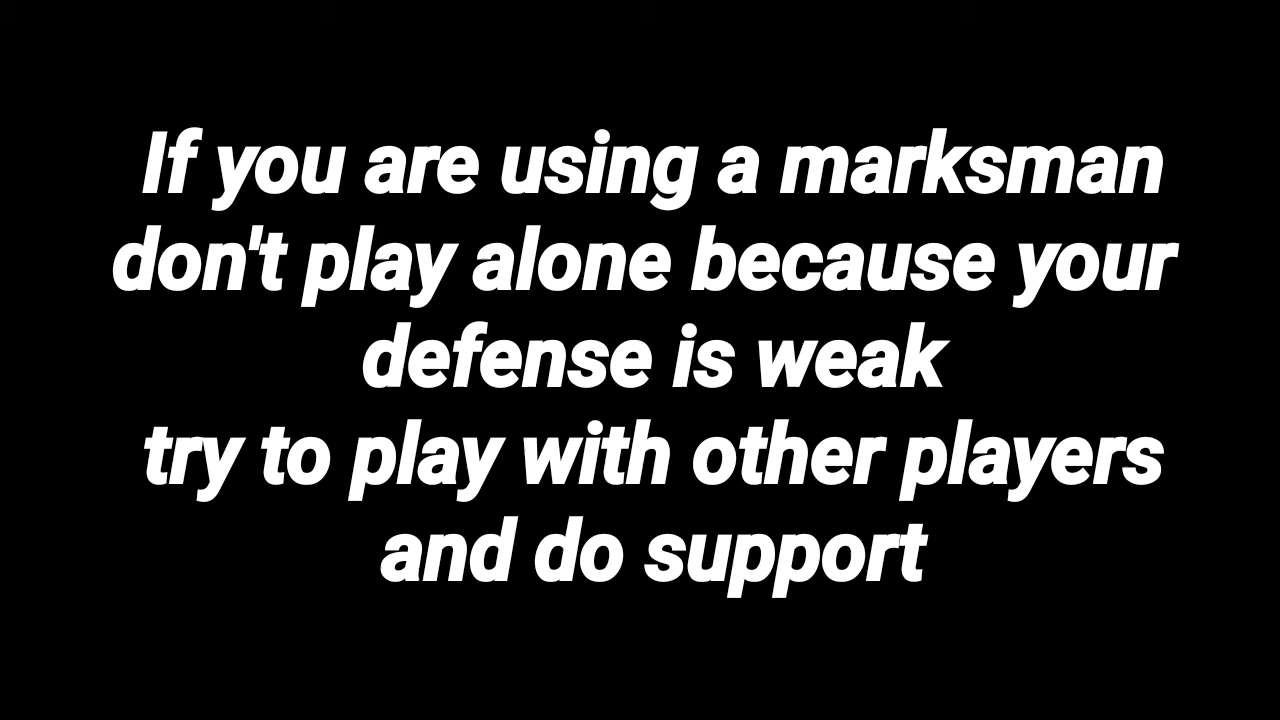 If you are using a marksman
don't play alone because your
defense is weak
try to play with other players
and do support